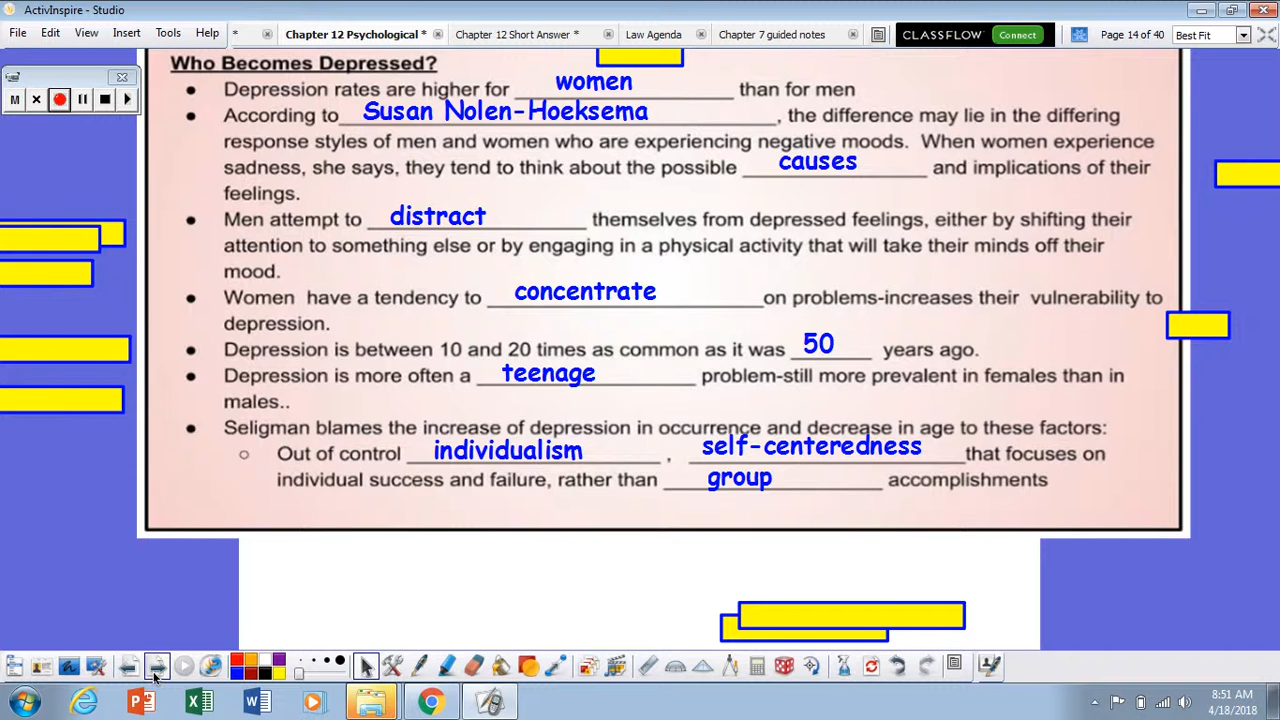 ActivInspire - Studio
File Edit View Insert Tools Help * Chapter 12 Psychological * Chapter 12 Short Answer * Law Agenda Chapter 7 guided notes CLASSFLOW Connect Page 14 of 40 Best Fit
M
Who Becomes Depressed?
• Depression rates are higher for women than for men
• According to Susan Nolen-Hoeksema, the difference may lie in the differing
response styles of men and women who are experiencing negative moods. When women experience
sadness, she says, they tend to think about the possible causes and implications of their
feelings.
• Men attempt to distract themselves from depressed feelings, either by shifting their
attention to something else or by engaging in a physical activity that will take their minds off their
mood.
• Women have a tendency to concentrate on problems-increases their vulnerability to
depression.
• Depression is between 10 and 20 times as common as it was 50 years ago.
• Depression is more often a teenage problem-still more prevalent in females than in
males..
• Seligman blames the increase of depression in occurrence and decrease in age to these factors:
○ Out of control individualism, self-centeredness that focuses on
individual success and failure, rather than group accomplishments
8:51 AM
4/18/2018